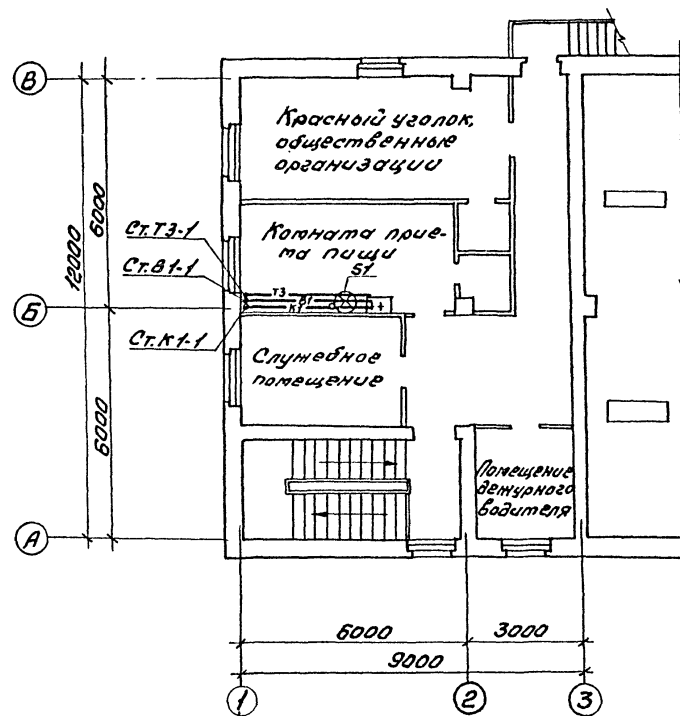 В
Красный уголок,
общественные
организации
6000
12000
Комната прие-
ма пищи
Ст.Т3-1
Ст.В1-1
Ст.К1-1
51
Т3
В1
К1
Б
Служебное
помещение
6000
Помещение
дежурного
водителя
А
6000
3000
9000
1
2
3